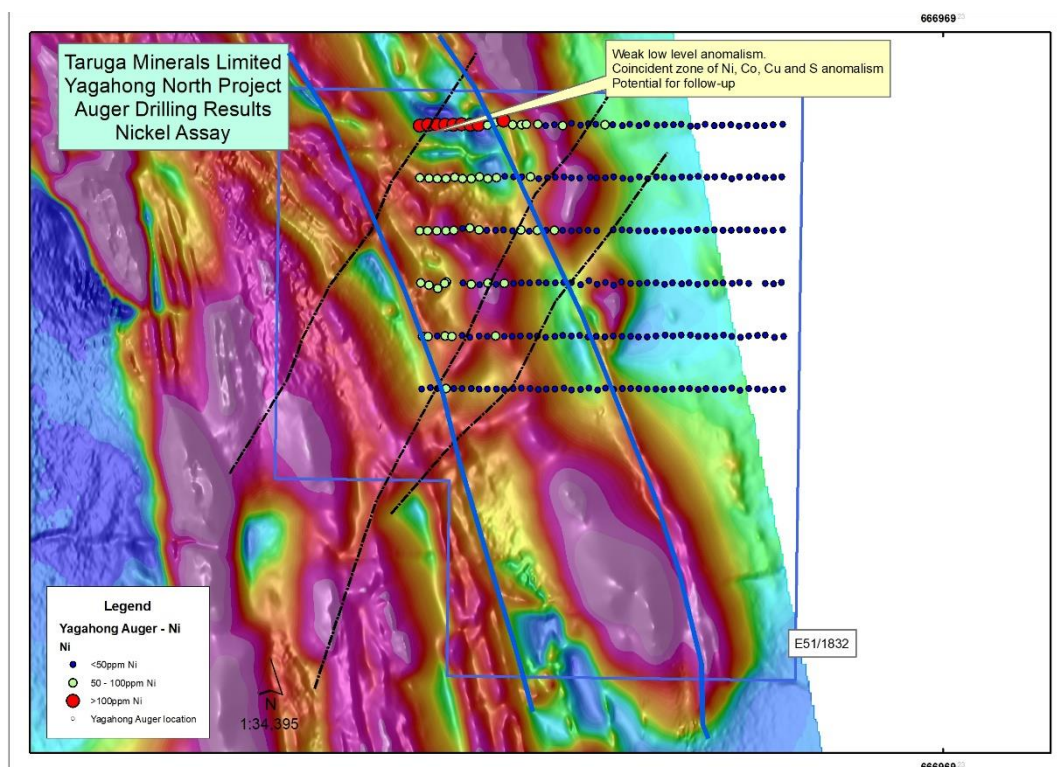 666969
Taruga Minerals Limited
Yagahong North Project
Auger Drilling Results
Nickel Assay
Weak low level anomalism.
Coincident zone of Ni, Co, Cu and S anomalism
Potential for follow-up
E51/1832
Legend
Yagahong Auger - Ni
Ni
<50ppm Ni
50 - 100ppm Ni
>100ppm Ni
Yagahong Auger location
N
1:34,395
666969